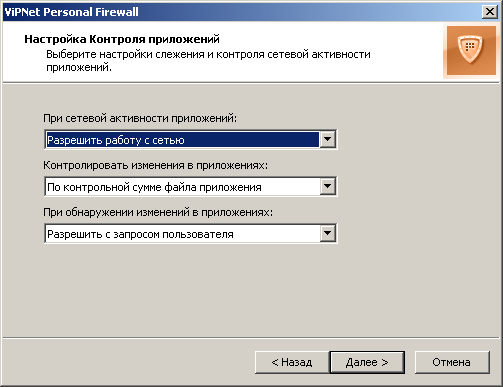 ViPNet Personal Firewall
Настройка Контроля приложений
Выберите настройки слежения и контроля сетевой активности
приложений.
При сетевой активности приложений:
Разрешить работу с сетью
Контролировать изменения в приложениях:
По контрольной сумме файла приложения
При обнаружении изменений в приложениях:
Разрешить с запросом пользователя
< Назад
Далее >
Отмена